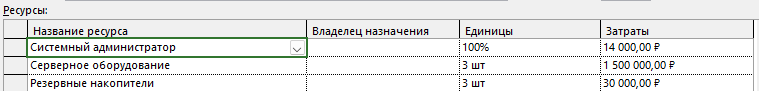 Ресурсы:
Название ресурса Владелец назначения Единицы Затраты
Системный администратор 100% 14 000,00 ₽
Серверное оборудование 3 шт 1 500 000,00 ₽
Резервные накопители 3 шт 30 000,00 ₽